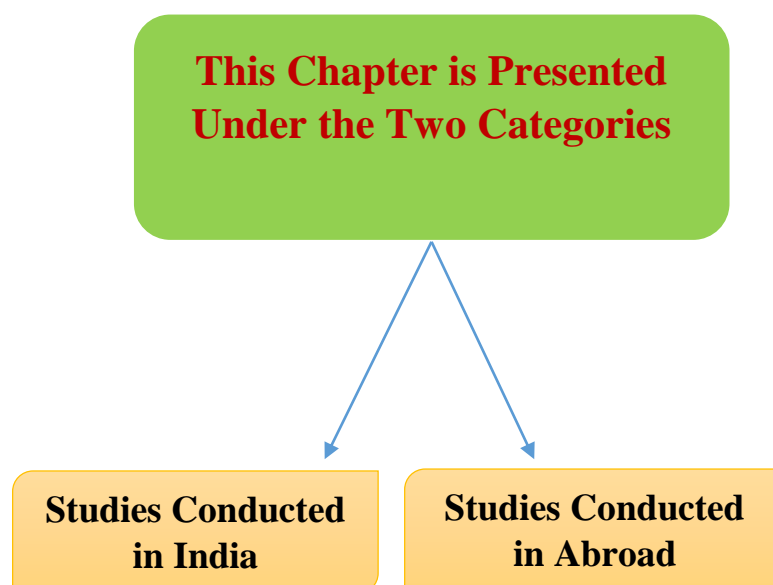 This Chapter is Presented
Under the Two Categories
Studies Conducted
in India
Studies Conducted
in Abroad